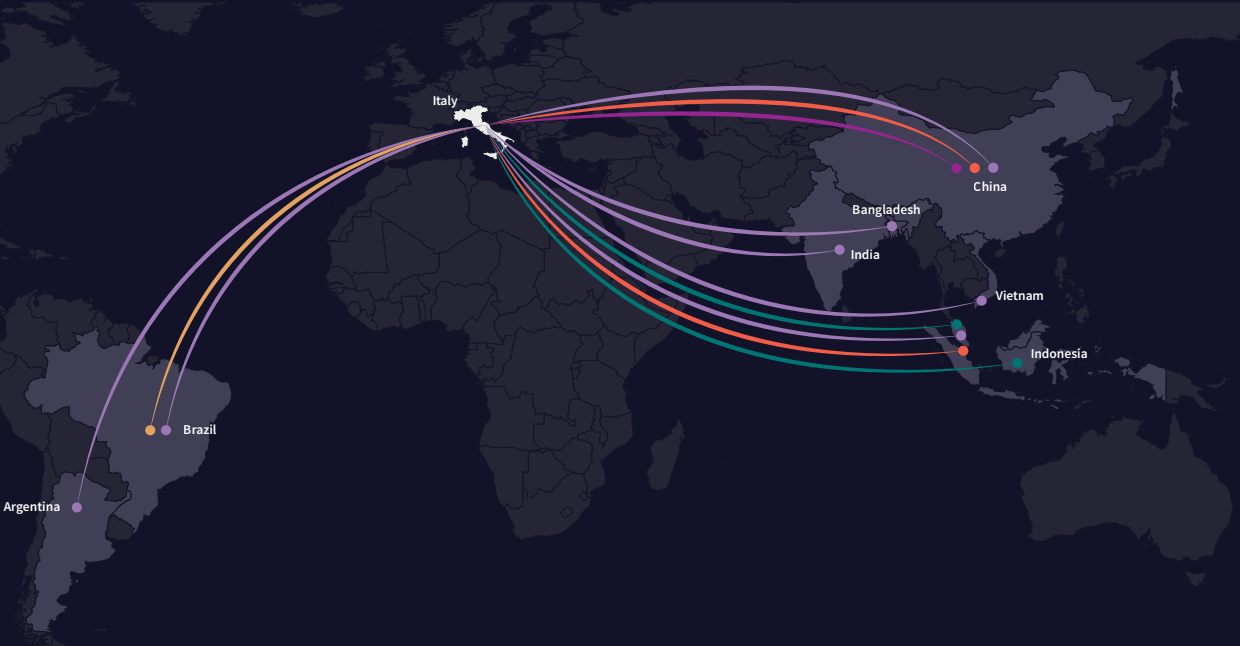 Italy
China
Bangladesh
India
Vietnam
Indonesia
Brazil
Argentina